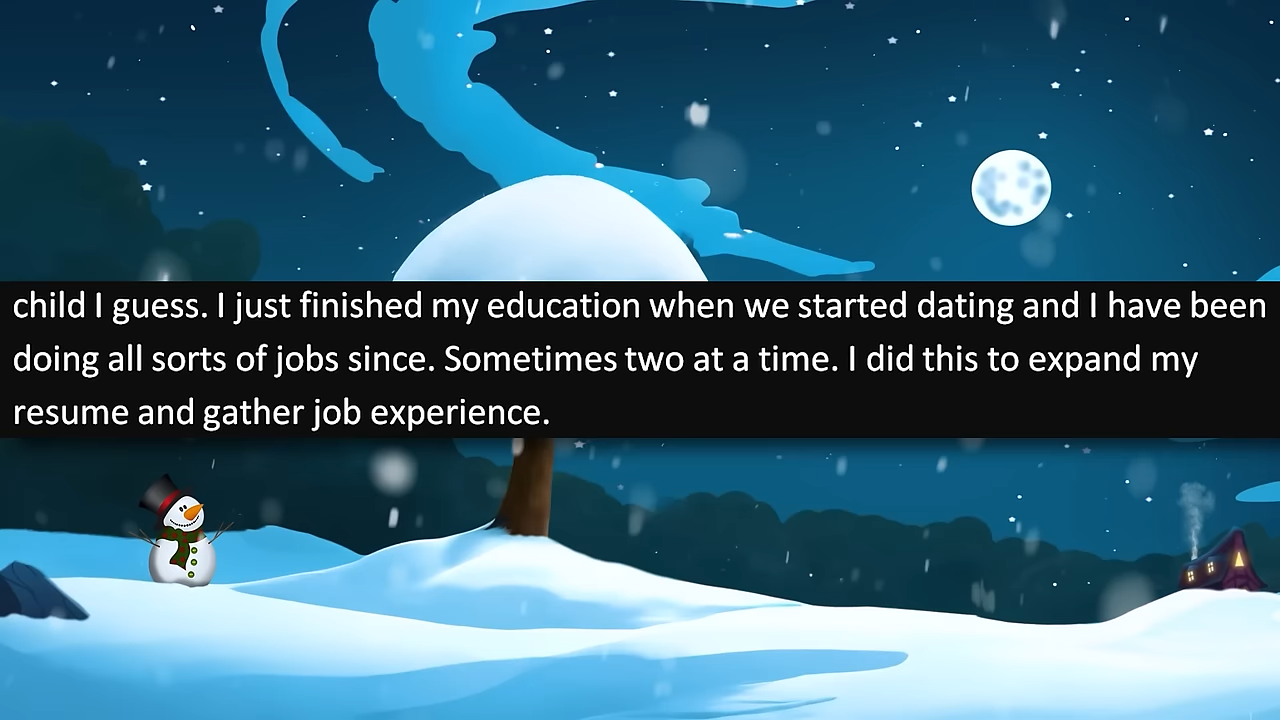 child I guess. I just finished my education when we started dating and I have been
doing all sorts of jobs since. Sometimes two at a time. I did this to expand my
resume and gather job experience.